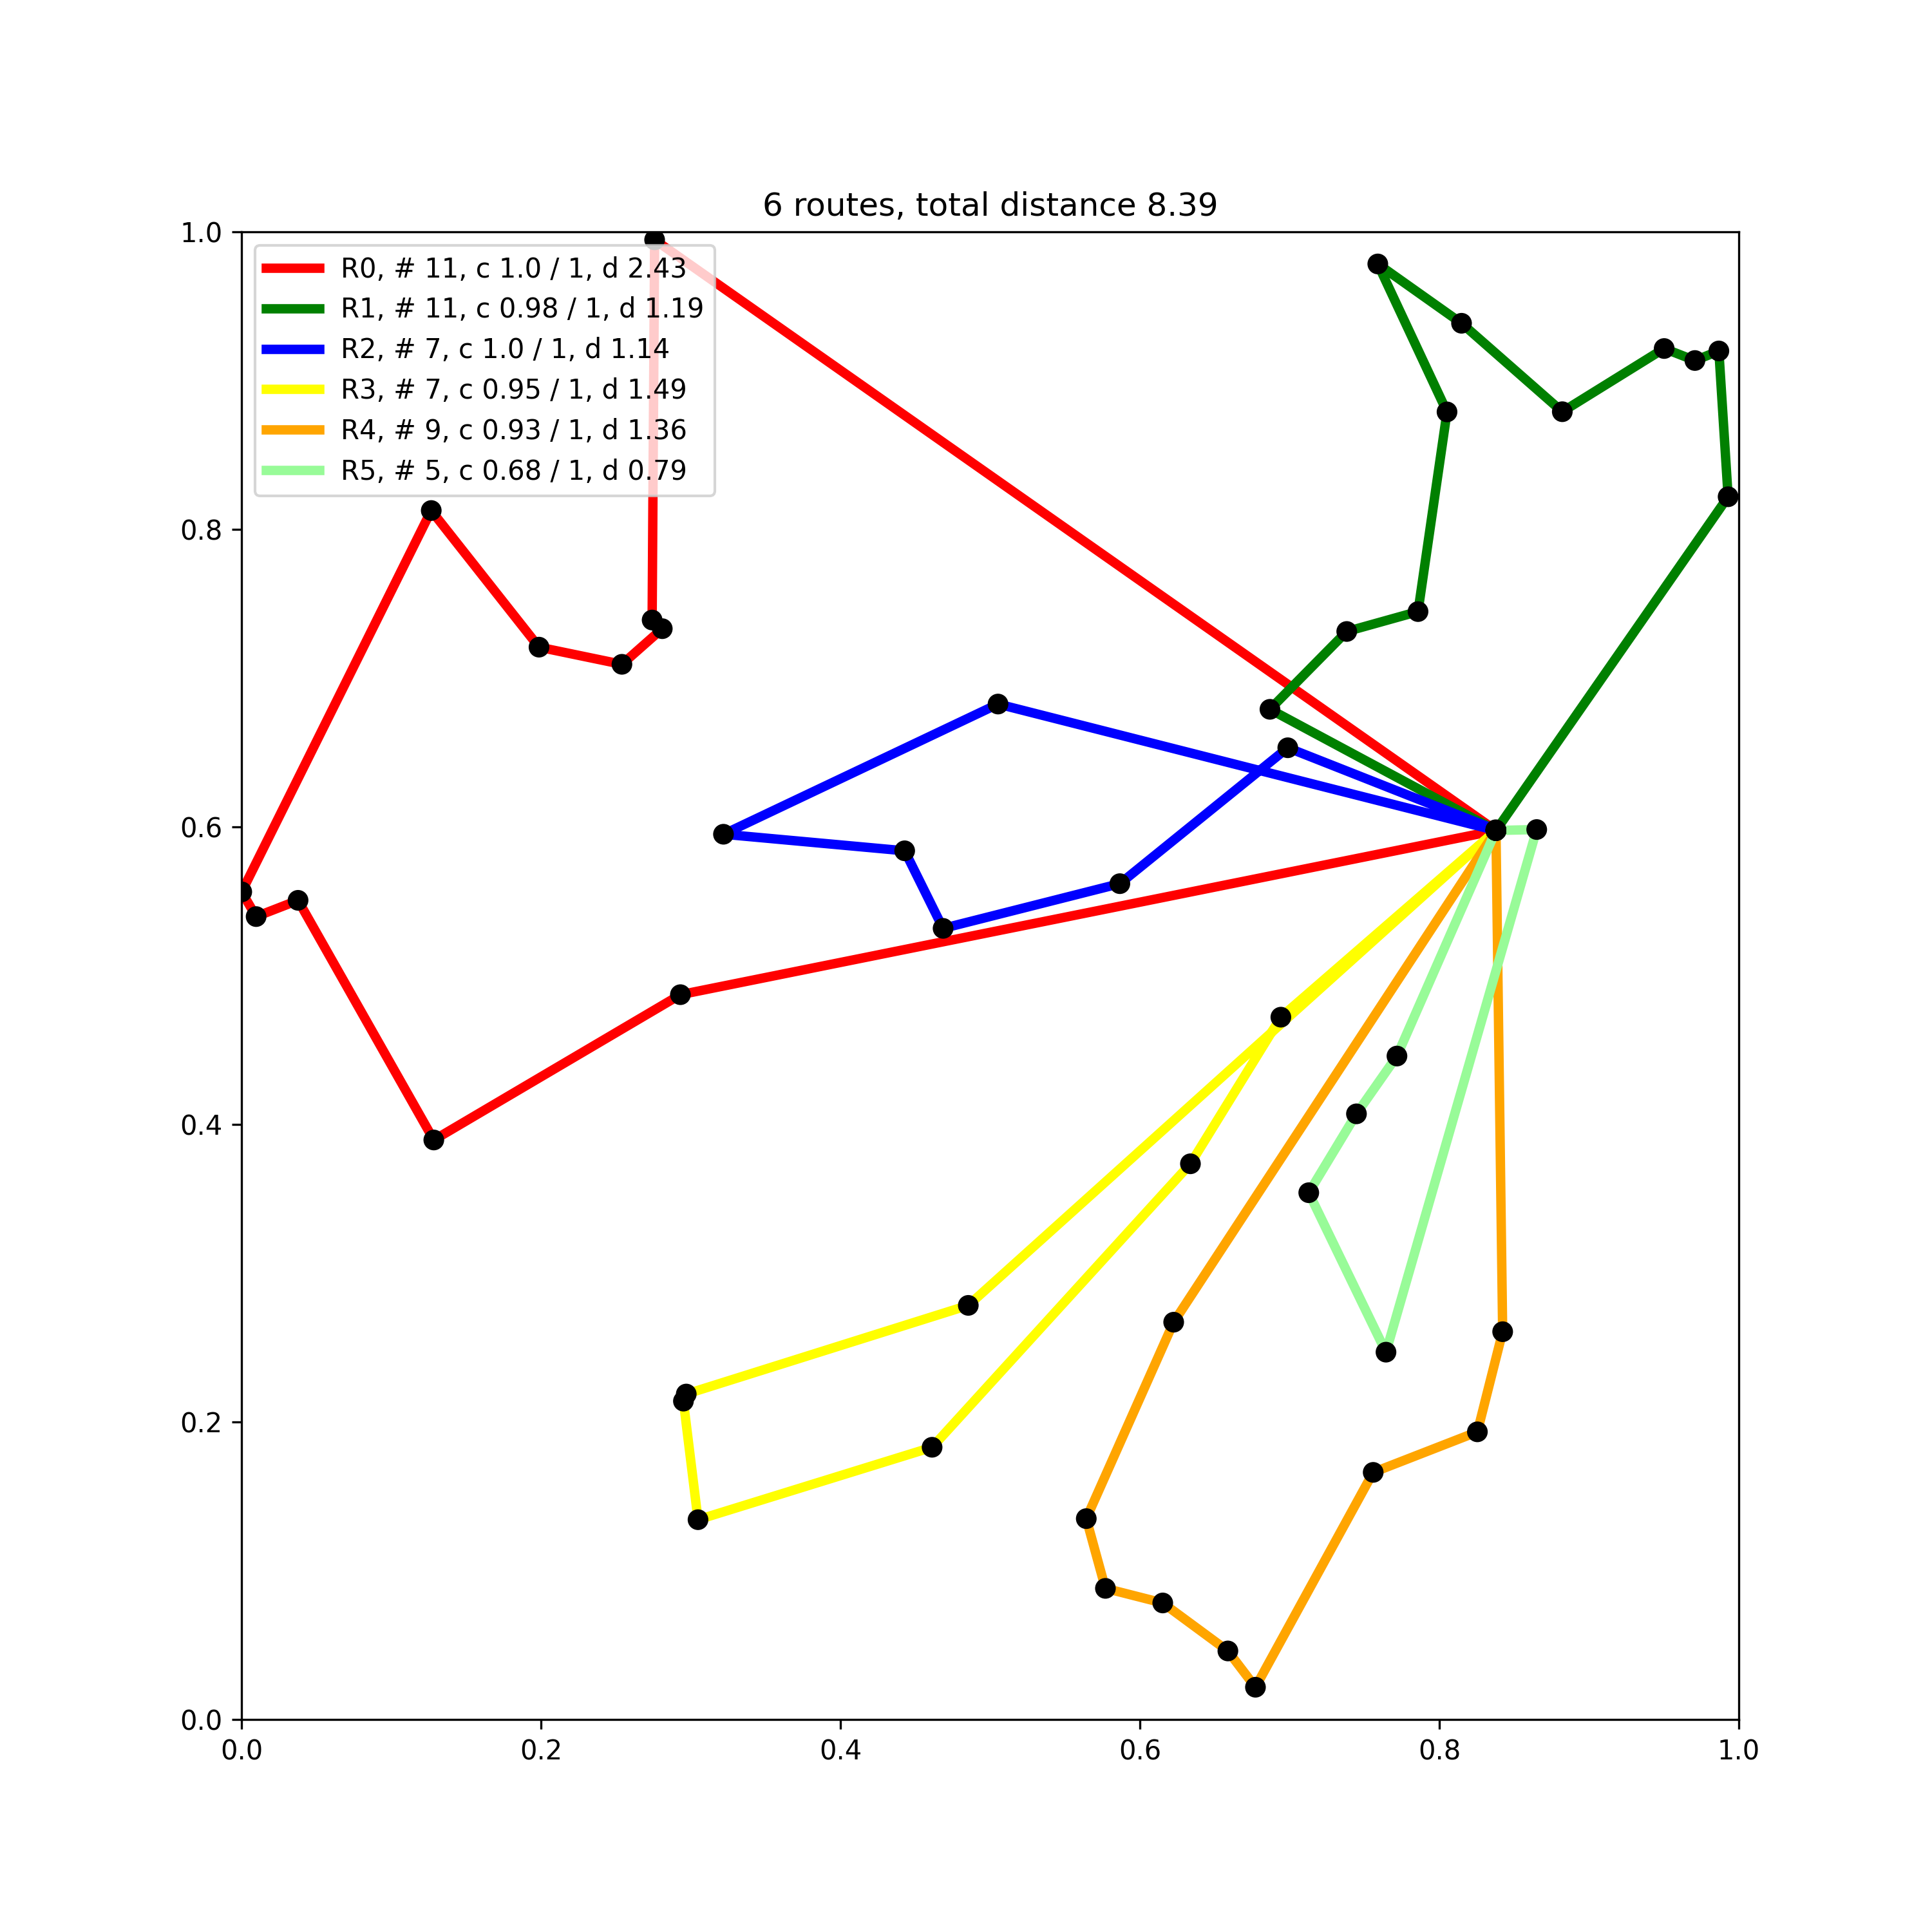 6 routes, total distance 8.39
R0, # 11, c 1.0 / 1, d 2.43
R1, # 11, c 0.98 / 1, d 1.19
R2, # 7, c 1.0 / 1, d 1.14
R3, # 7, c 0.95 / 1, d 1.49
R4, # 9, c 0.93 / 1, d 1.36
R5, # 5, c 0.68 / 1, d 0.79
1.0
0.8
0.6
0.4
0.2
0.0
0.0 0.2 0.4 0.6 0.8 1.0